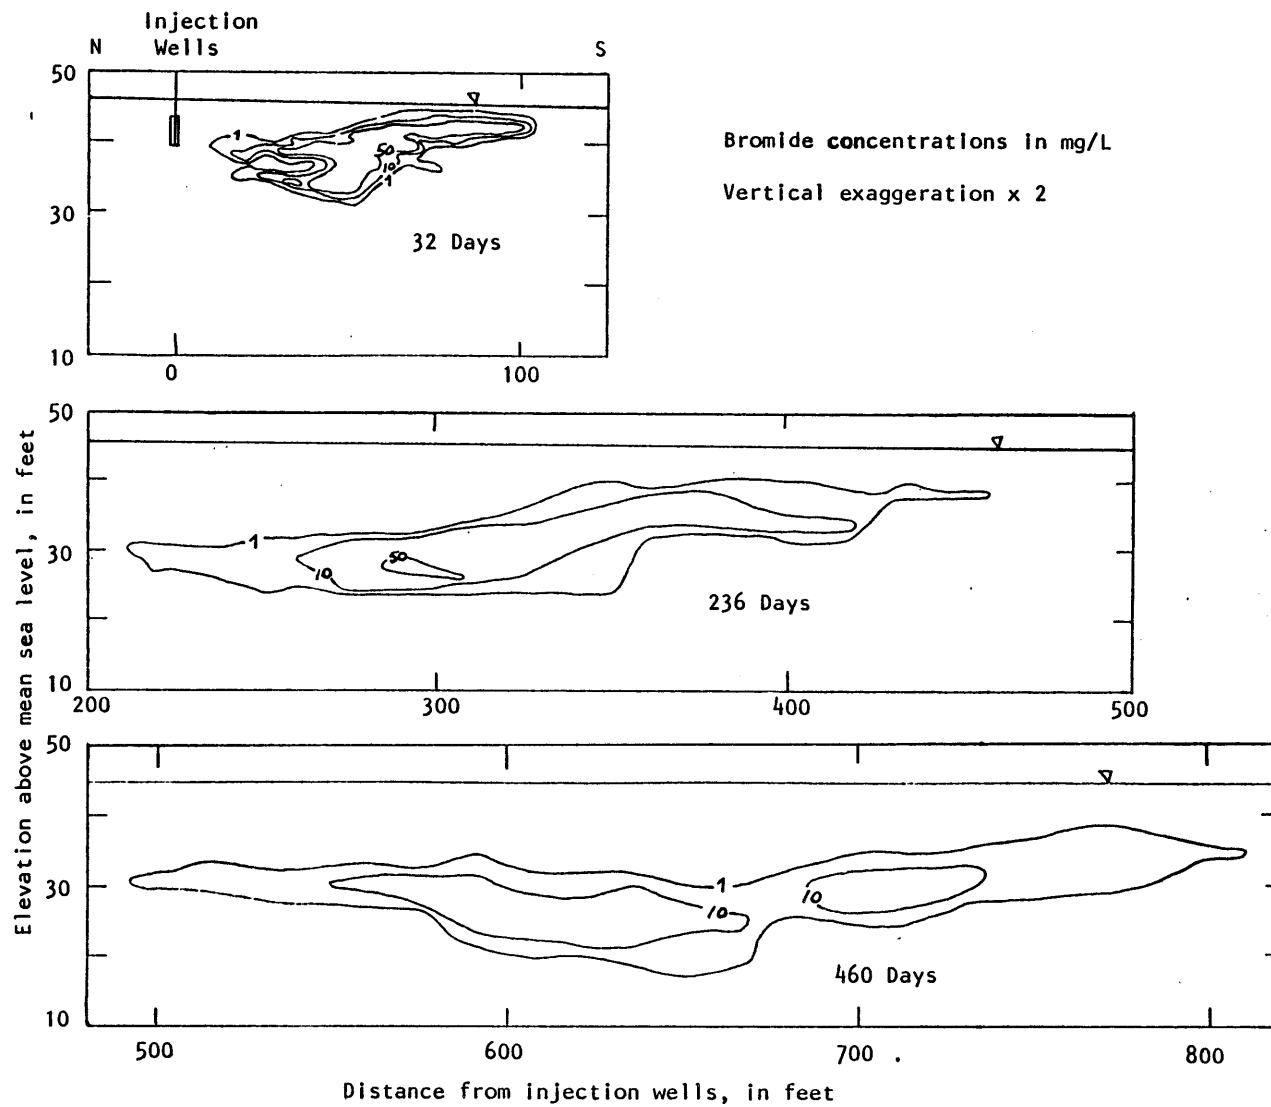 Injection
Wells
N
S
50
30
10
1
50
10
1
32 Days
0
100
Bromide concentrations in mg/L
Vertical exaggeration x 2
50
30
10
1
10
50
236 Days
200
300
400
500
50
30
10
1
10
10
460 Days
500
600
700
800
Elevation above mean sea level, in feet
Distance from injection wells, in feet